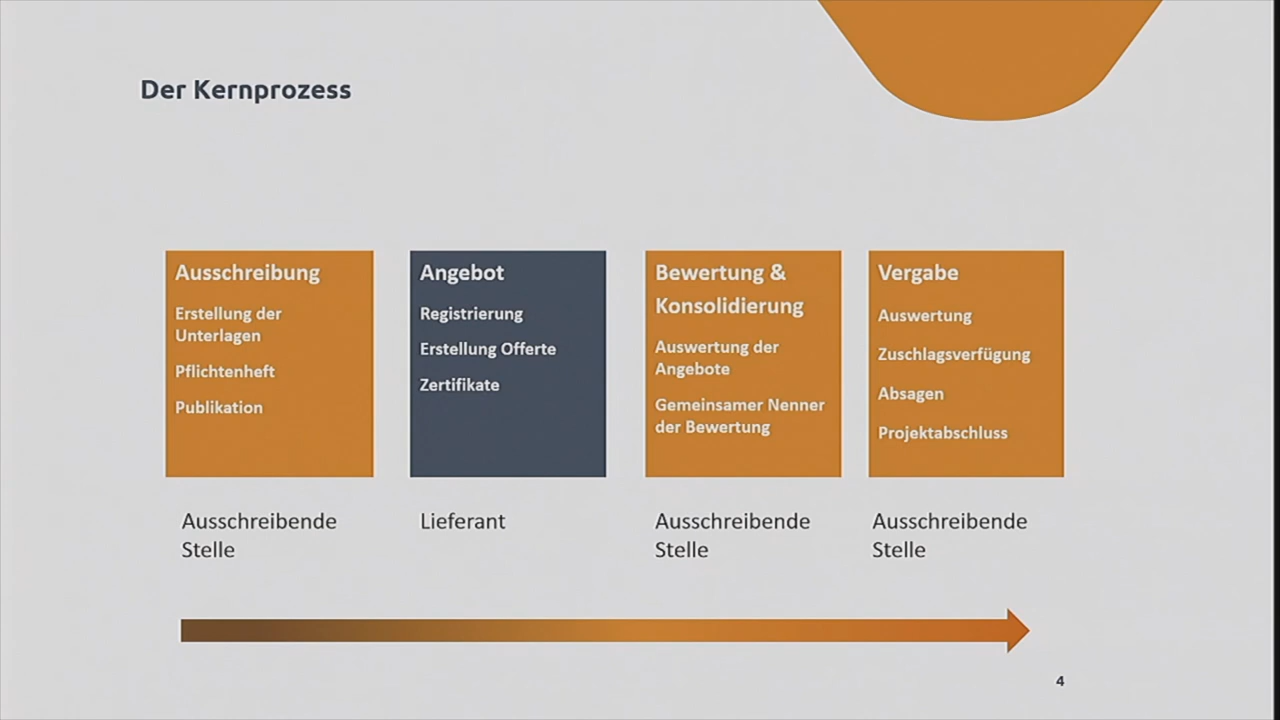 Der Kernprozess
Ausschreibung
Erstellung der
Unterlagen
Pflichtenheft
Publikation
Ausschreibende
Stelle
Angebot
Registrierung
Erstellung Offerte
Zertifikate
Lieferant
Bewertung &
Konsolidierung
Auswertung der
Angebote
Gemeinsamer Nenner
der Bewertung
Ausschreibende
Stelle
Vergabe
Auswertung
Zuschlagsverfügung
Absagen
Projektabschluss
Ausschreibende
Stelle
4